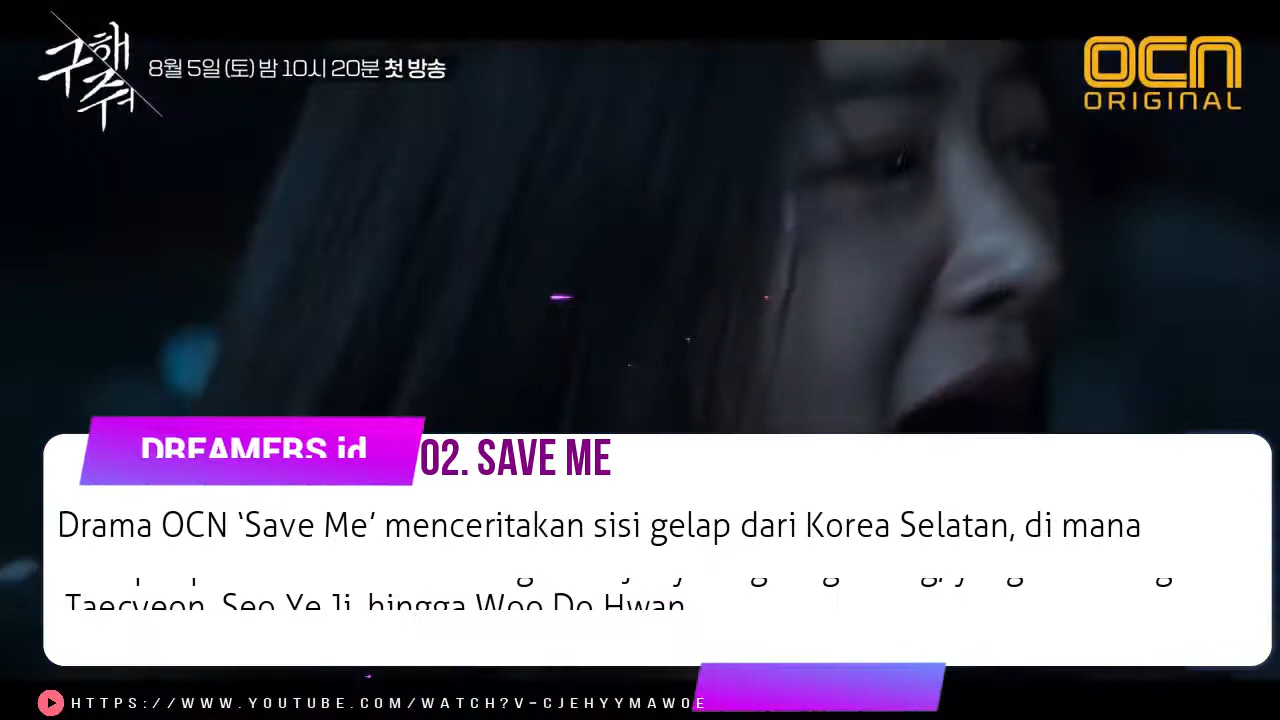 구해줘
8월 5일 (토) 밤 10시 20분 첫 방송
OCN
ORIGINAL
DREAMERS.id
02. SAVE ME
Drama OCN ‘Save Me’ menceritakan sisi gelap dari Korea Selatan, di mana
Taecyeon, Seo Ye Ji, hingga Woo Do Hwan.
HTTPS://WWW.YOUTUBE.COM/WATCH?V-CJEHYYMAWOE